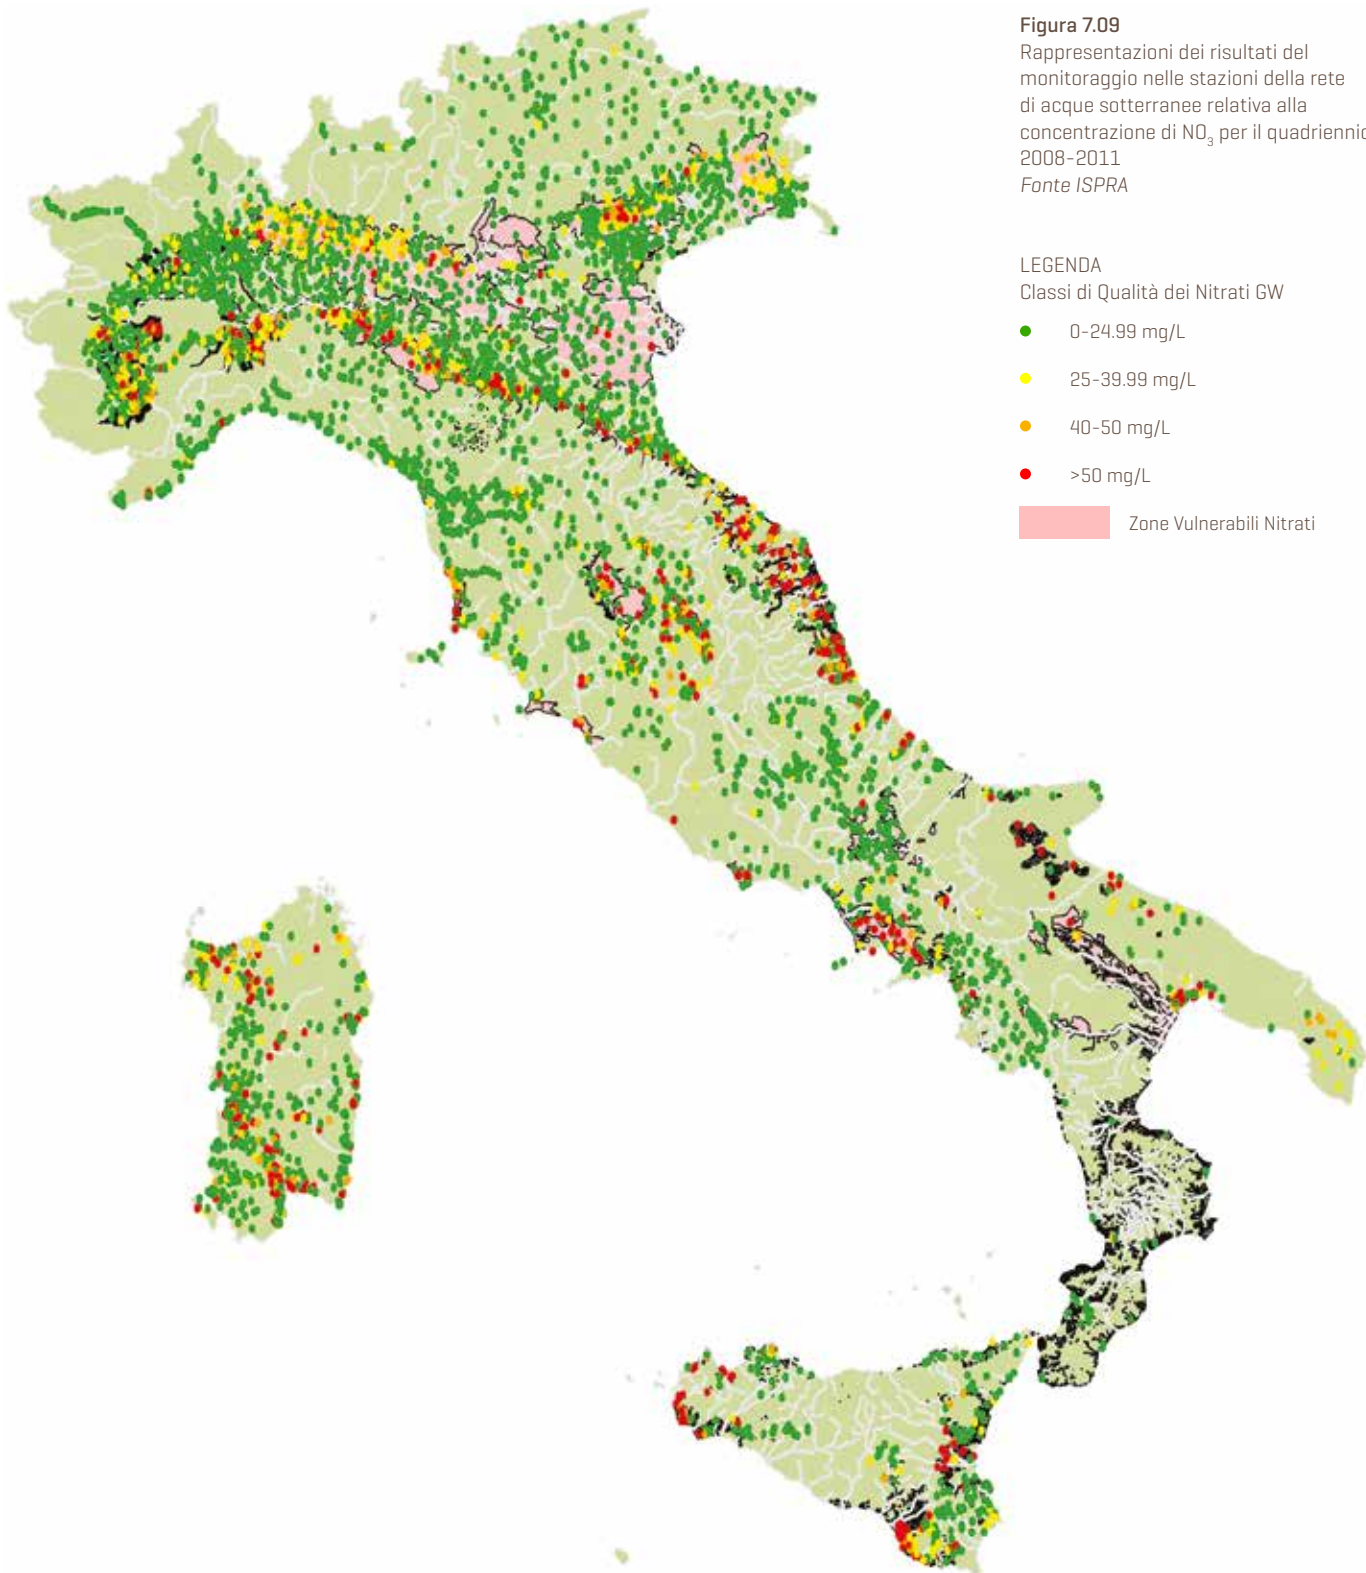 Figura 7.09
Rappresentazioni dei risultati del
monitoraggio nelle stazioni della rete
di acque sotterranee relativa alla
concentrazione di NO₃ per il quadriennio
2008-2011
Fonte ISPRA
LEGENDA
Classi di Qualità dei Nitrati GW
0-24.99 mg/L
25-39.99 mg/L
40-50 mg/L
>50 mg/L
Zone Vulnerabili Nitrati